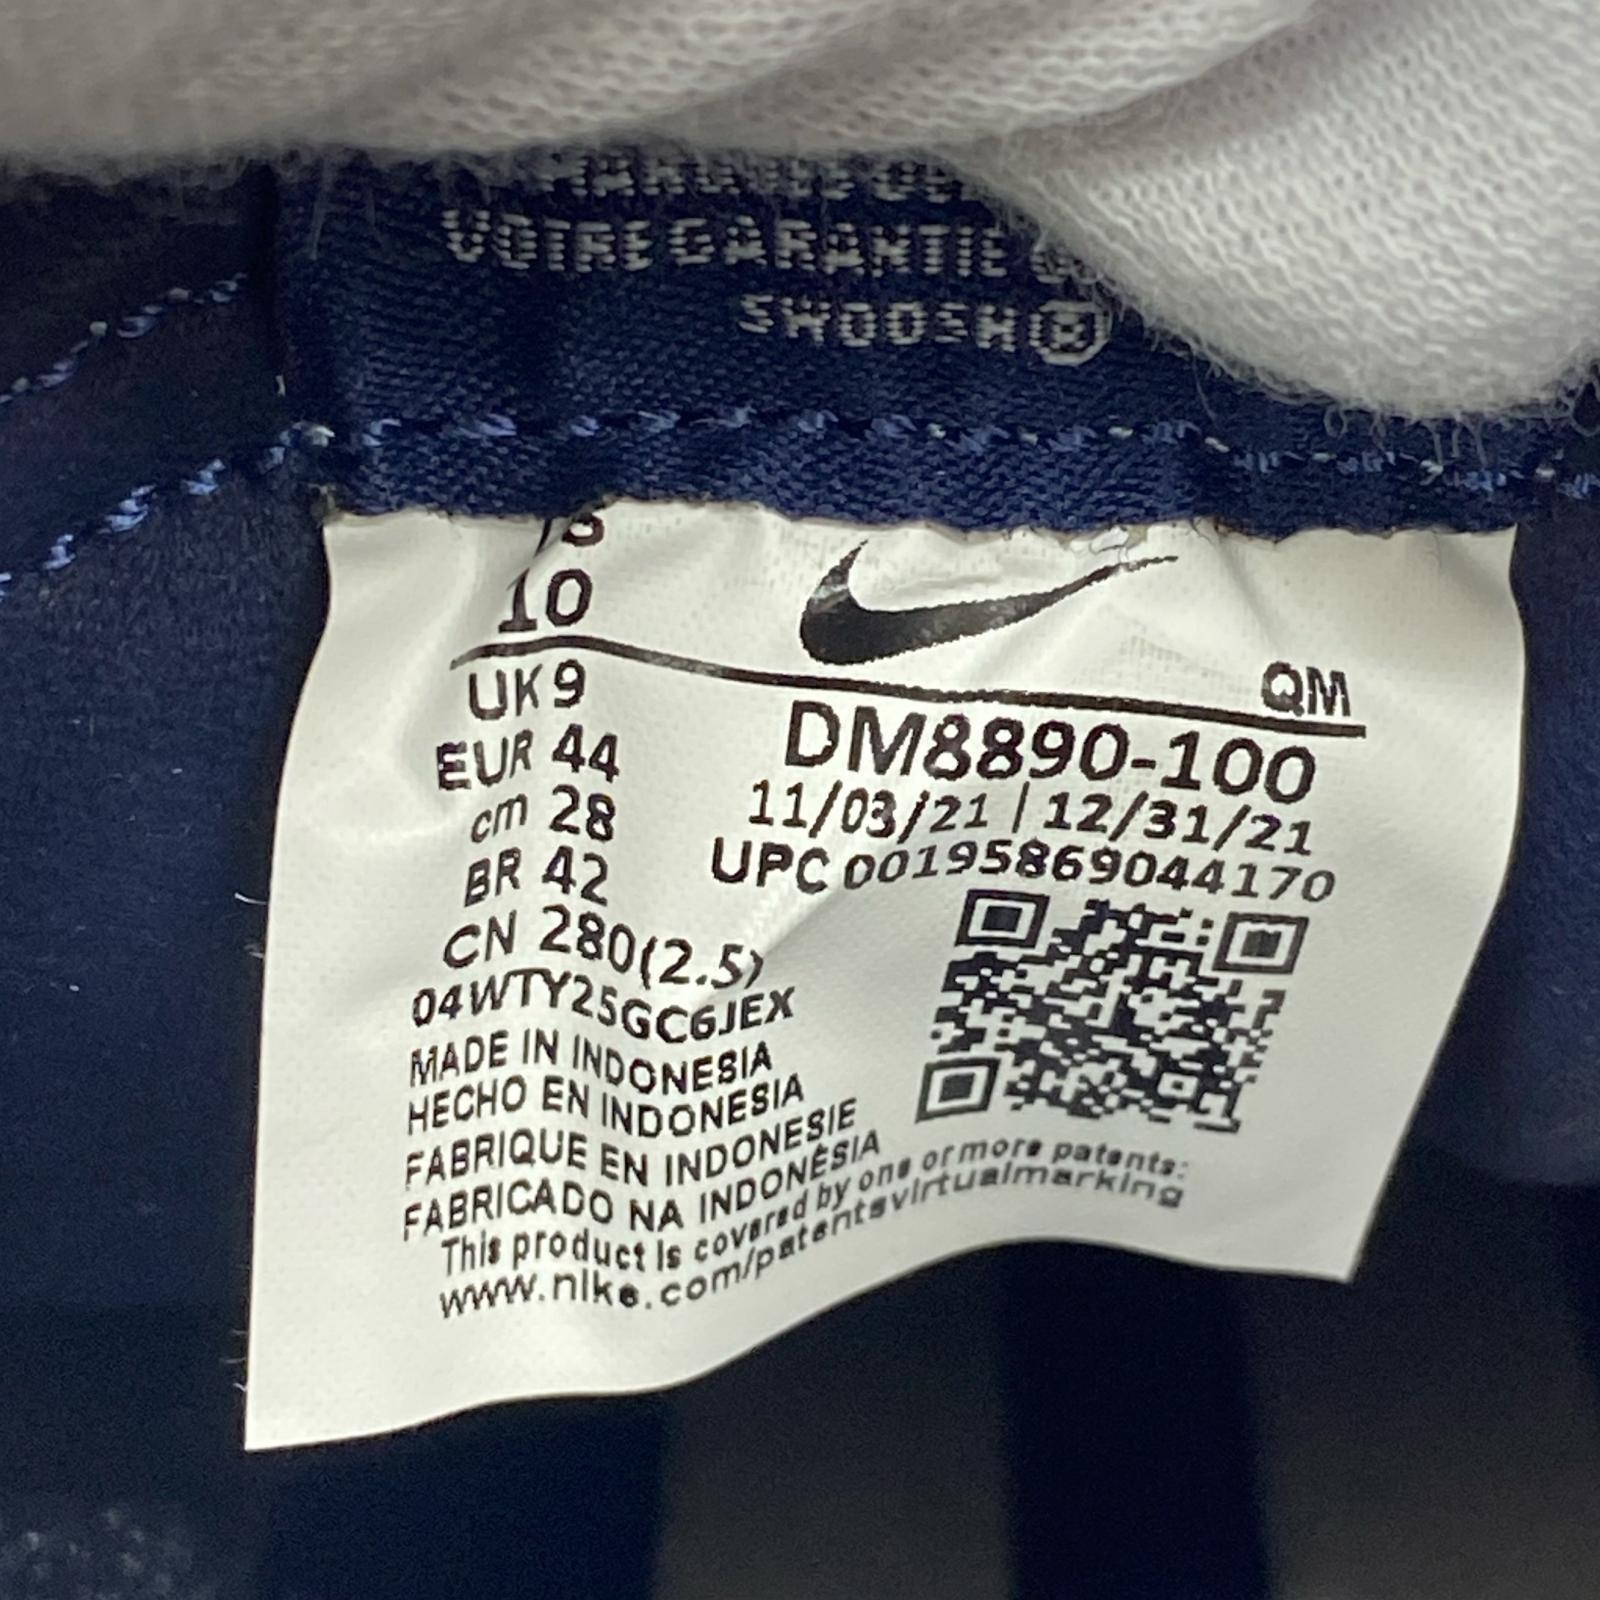 VOTRE GARANTIE
SWOOSH®
10
QM
UK 9
EUR 44
cm 28
BR 42
CN 280(2.5)
DM8890-100
11/03/21 | 12/31/21
UPC 00195869044170
04WTY25GC6JEX
MADE IN INDONESIA
HECHO EN INDONESIA
FABRIQUE EN INDONESIE
FABRICADO NA INDONÉSIA
This product is covered by one or more patents:
www.nike.com/patentsvirtualmarking